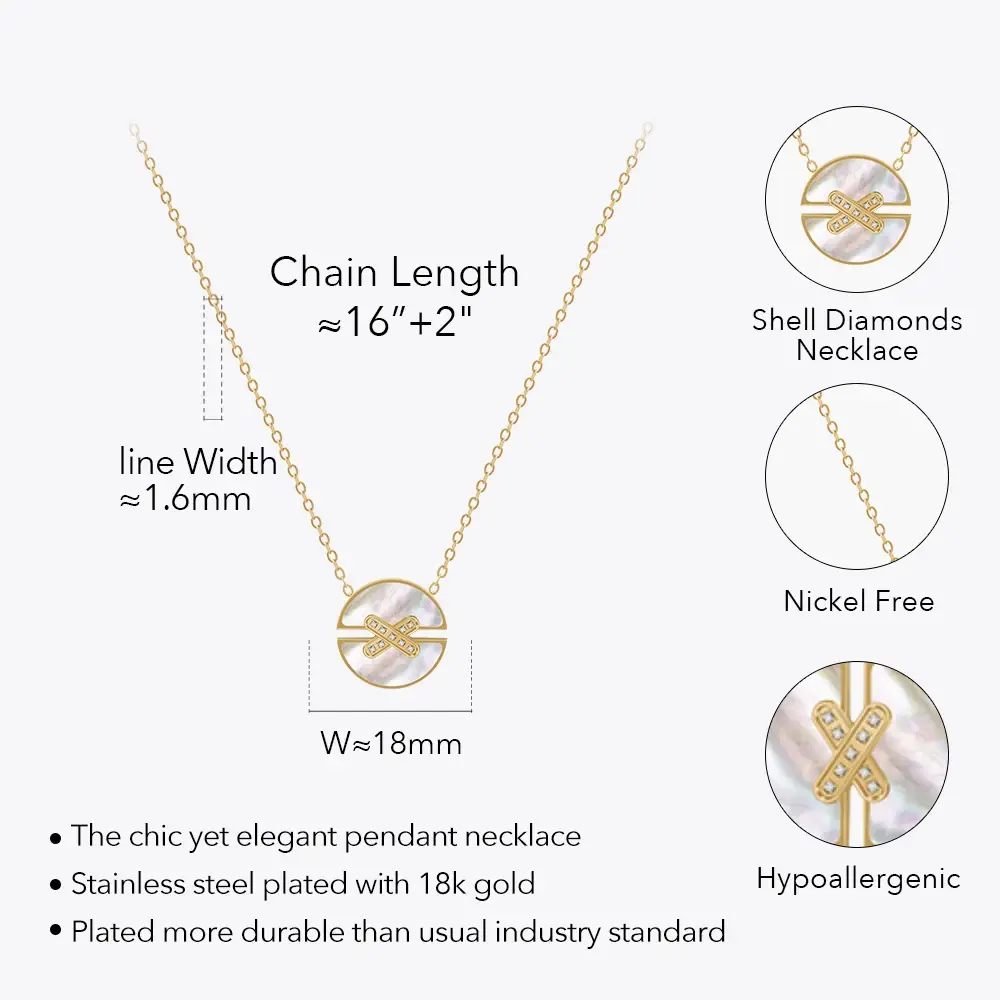 Chain Length
≈16”+2"
line Width
≈1.6mm
W≈18mm
Shell Diamonds
Necklace
Nickel Free
Hypoallergenic
• The chic yet elegant pendant necklace
• Stainless steel plated with 18k gold
• Plated more durable than usual industry standard